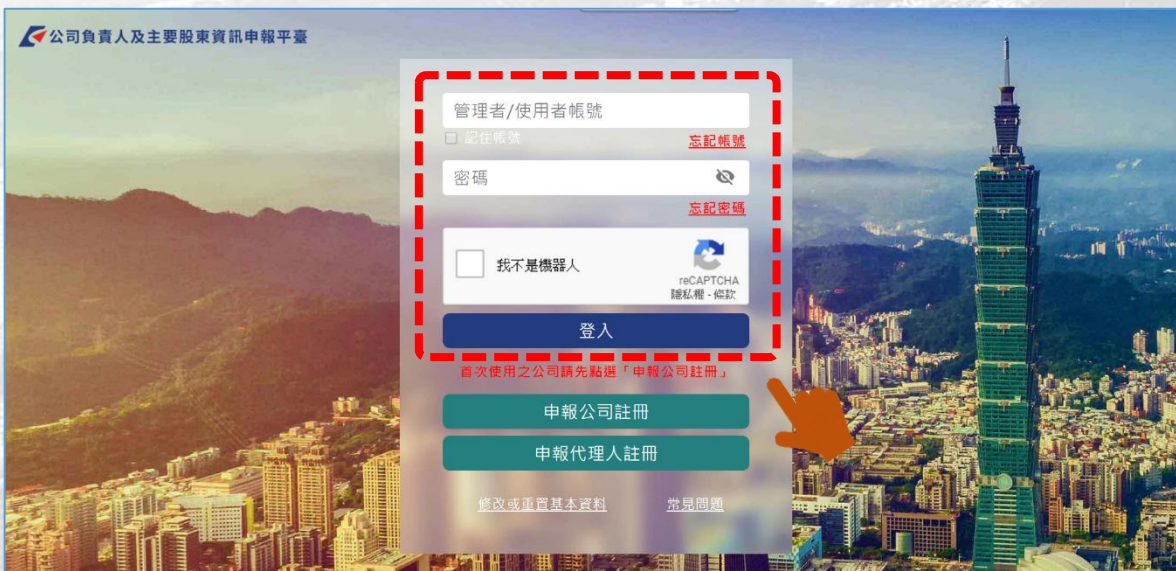 公司負責人及主要股東資訊申報平臺
管理者/使用者帳號
記住帳號 忘記帳號
密碼
忘記密碼
我不是機器人
reCAPTCHA
隱私權 - 條款
登入
首次使用之公司請先點選「申報公司註冊」
申報公司註冊
申報代理人註冊
修改或重置基本資料 常見問題